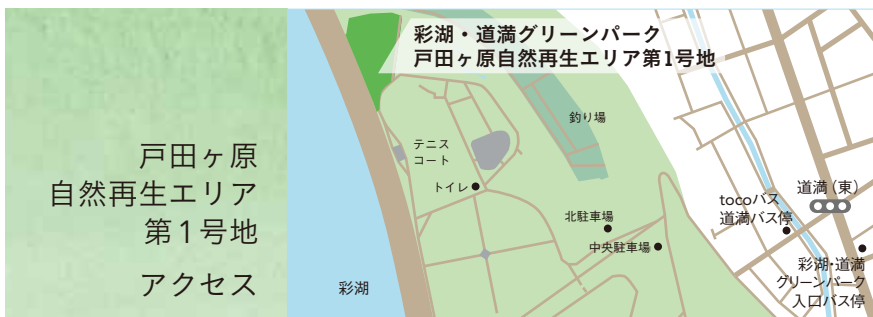 戸田ヶ原
自然再生エリア
第1号地
アクセス
彩湖・道満グリーンパーク
戸田ヶ原自然再生エリア第1号地
釣り場
テニス
コート
トイレ
北駐車場
中央駐車場
彩湖
tocoバス
道満バス停
道満(東)
彩湖・道満
グリーンパーク
入口バス停